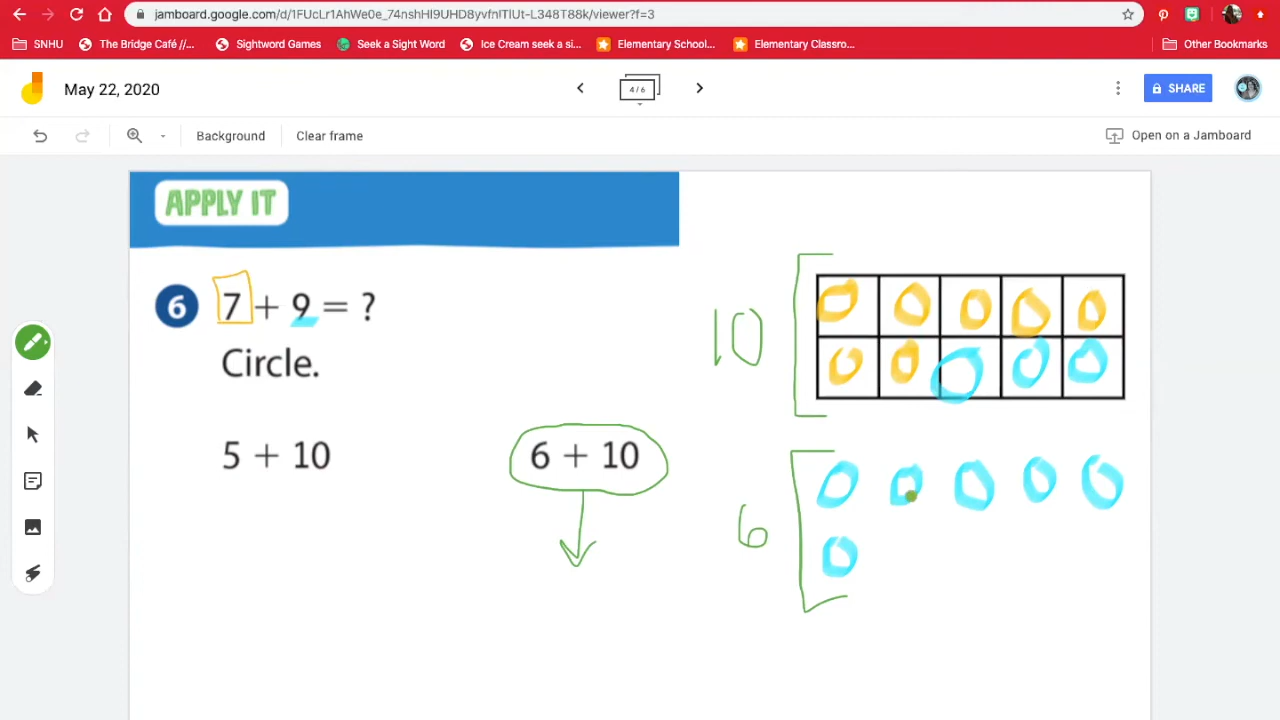 jamboard.google.com/d/1FUcLr1AhWe0e_74nshHI9UHD8yvfnlTlUt-L348T88k/viewer?f=3
SNHU The Bridge Café //... Sightword Games Seek a Sight Word Ice Cream seek a si... Elementary School... Elementary Classro... Other Bookmarks
May 22, 2020 4 / 6 SHARE
Background Clear frame Open on a Jamboard
APPLY IT
6 7 + 9 = ?
Circle.
10
5 + 10 6 + 10
6